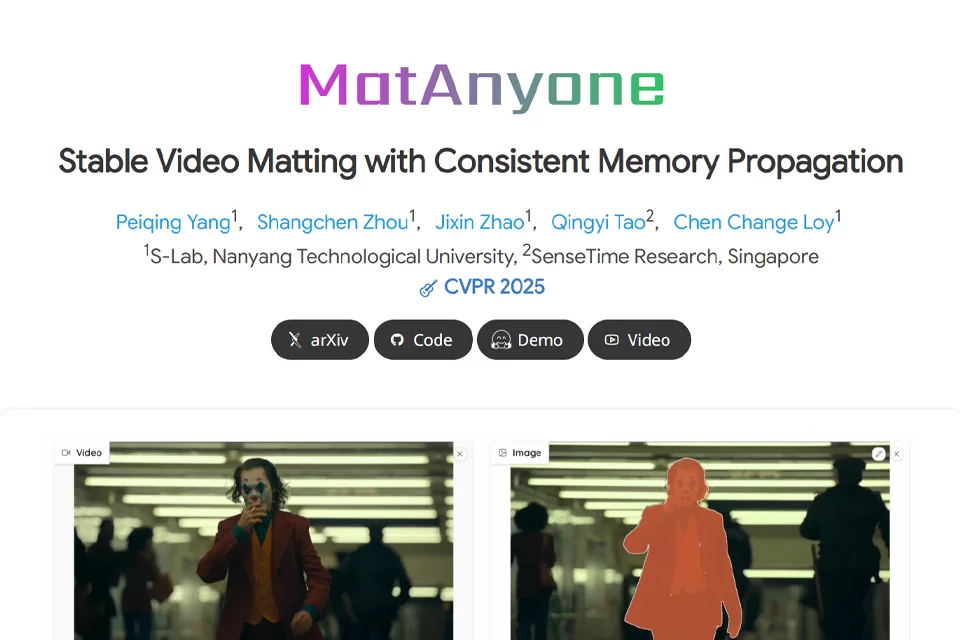 MatAnyone
Stable Video Matting with Consistent Memory Propagation
Peiqing Yang¹, Shangchen Zhou¹, Jixin Zhao¹, Qingyi Tao², Chen Change Loy¹
¹S-Lab, Nanyang Technological University, ²SenseTime Research, Singapore
CVPR 2025
arXiv Code Demo Video
Video Image